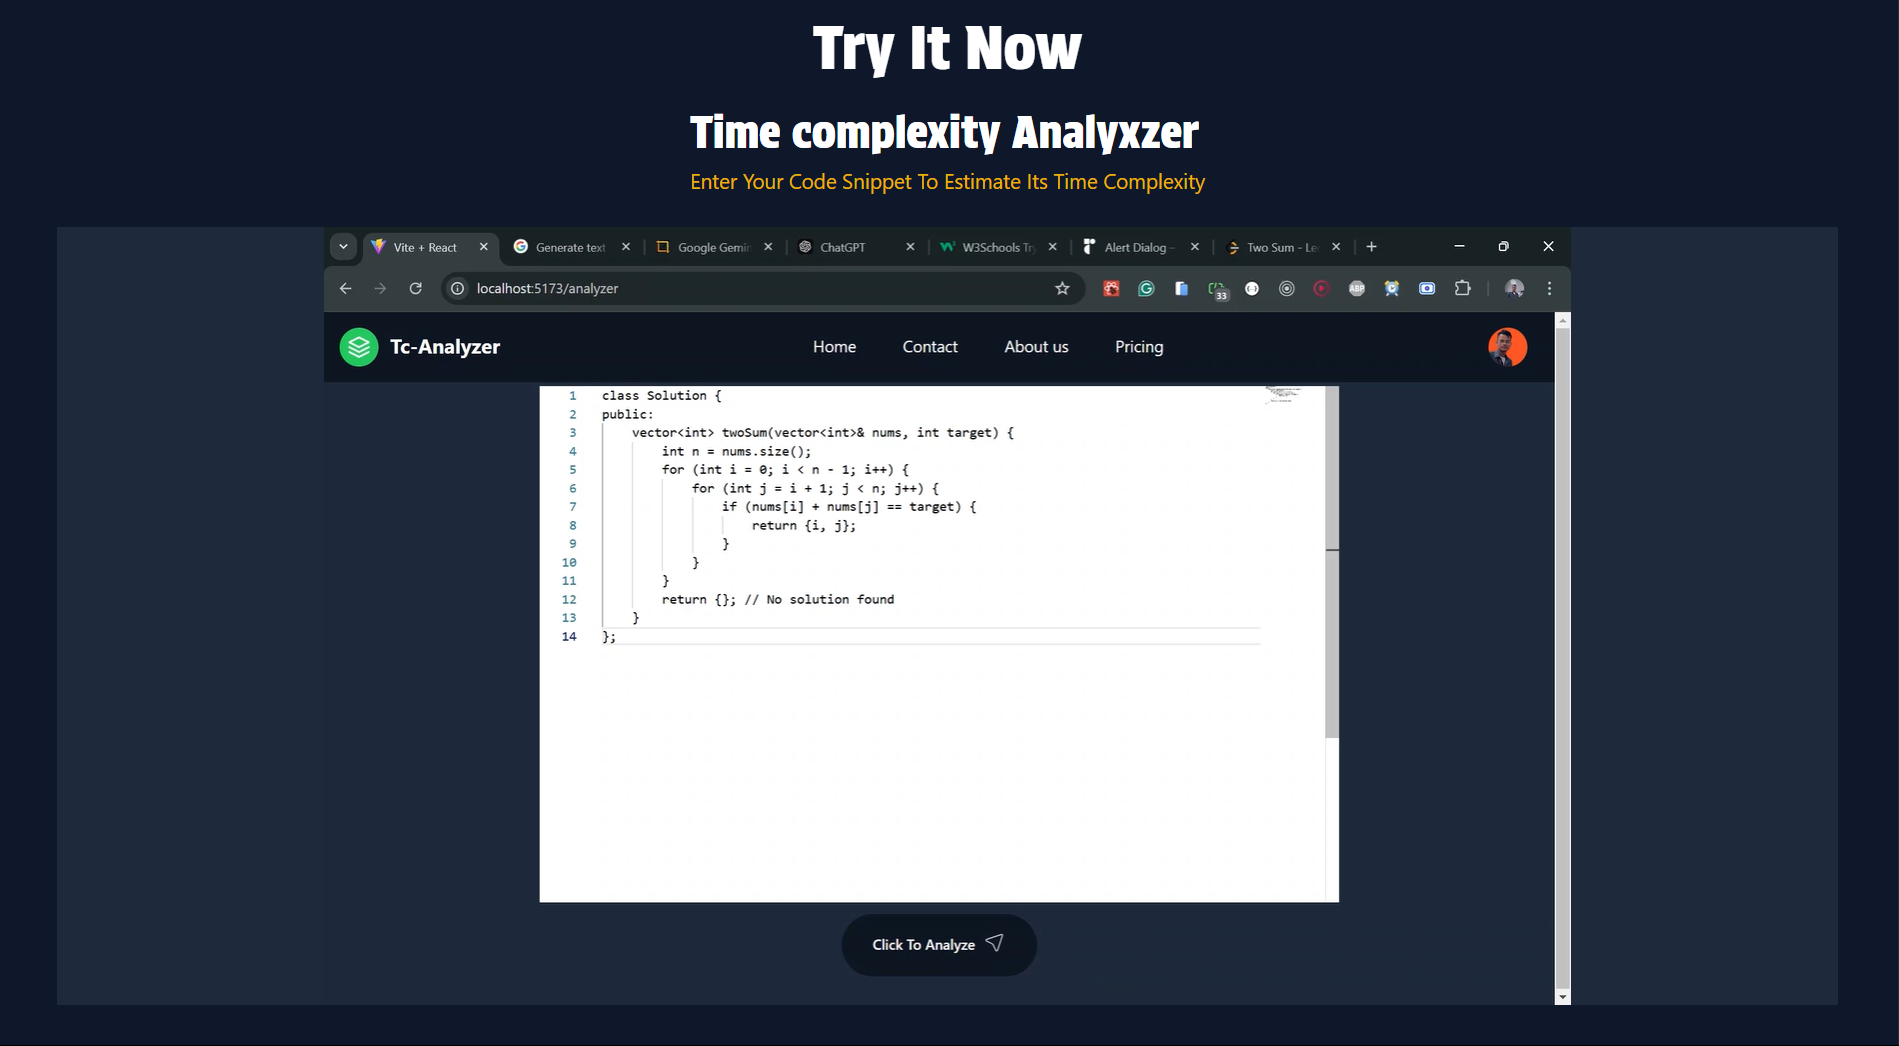 Try It Now
Time complexity Analyxzer
Enter Your Code Snippet To Estimate Its Time Complexity
Vite + React
Generate text
Google Gemin
ChatGPT
W3Schools Try
Alert Dialog –
Two Sum - Le
localhost:5173/analyzer
33
ABP
Tc-Analyzer
Home
Contact
About us
Pricing
1 class Solution {
2 public:
3     vector<int> twoSum(vector<int>& nums, int target) {
4         int n = nums.size();
5         for (int i = 0; i < n - 1; i++) {
6             for (int j = i + 1; j < n; j++) {
7                 if (nums[i] + nums[j] == target) {
8                     return {i, j};
9                 }
10             }
11         }
12         return {}; // No solution found
13     }
14 };
Click To Analyze